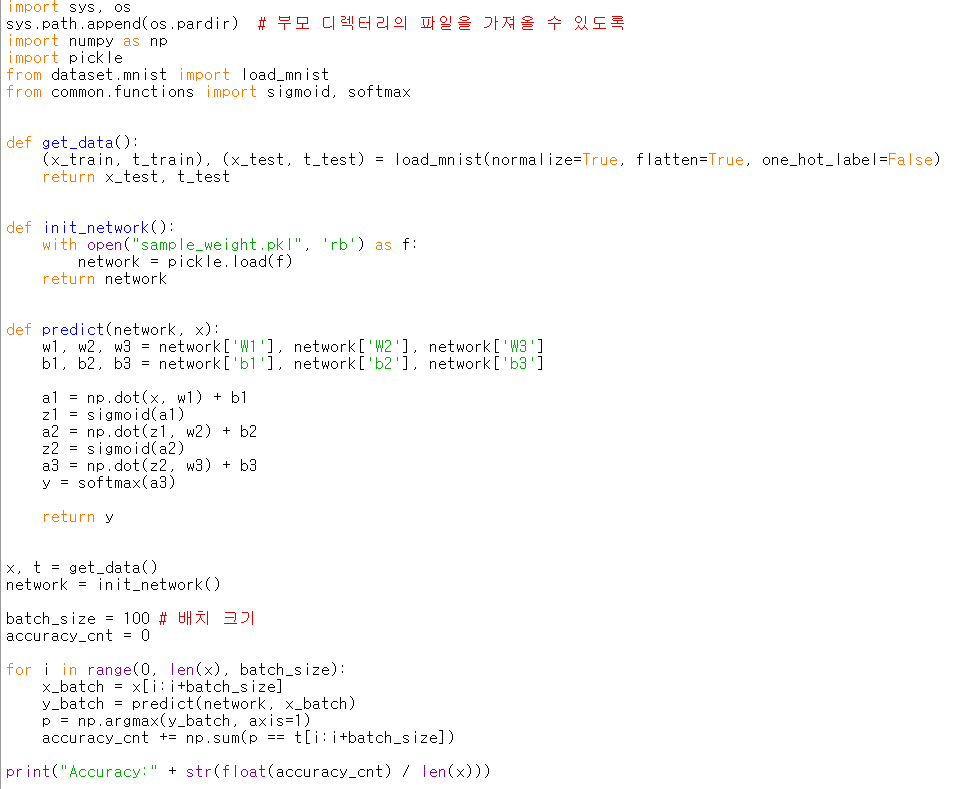 import sys, os
sys.path.append(os.pardir)  # 부모 디렉터리의 파일을 가져올 수 있도록
import numpy as np
import pickle
from dataset.mnist import load_mnist
from common.functions import sigmoid, softmax
def get_data():
    (x_train, t_train), (x_test, t_test) = load_mnist(normalize=True, flatten=True, one_hot_label=False)
    return x_test, t_test
def init_network():
    with open("sample_weight.pkl", 'rb') as f:
        network = pickle.load(f)
    return network
def predict(network, x):
    w1, w2, w3 = network['W1'], network['W2'], network['W3']
    b1, b2, b3 = network['b1'], network['b2'], network['b3']
    a1 = np.dot(x, w1) + b1
    z1 = sigmoid(a1)
    a2 = np.dot(z1, w2) + b2
    z2 = sigmoid(a2)
    a3 = np.dot(z2, w3) + b3
    y = softmax(a3)
    return y
x, t = get_data()
network = init_network()
batch_size = 100 # 배치 크기
accuracy_cnt = 0
for i in range(0, len(x), batch_size):
    x_batch = x[i:i+batch_size]
    y_batch = predict(network, x_batch)
    p = np.argmax(y_batch, axis=1)
    accuracy_cnt += np.sum(p == t[i:i+batch_size])
print("Accuracy:" + str(float(accuracy_cnt) / len(x)))